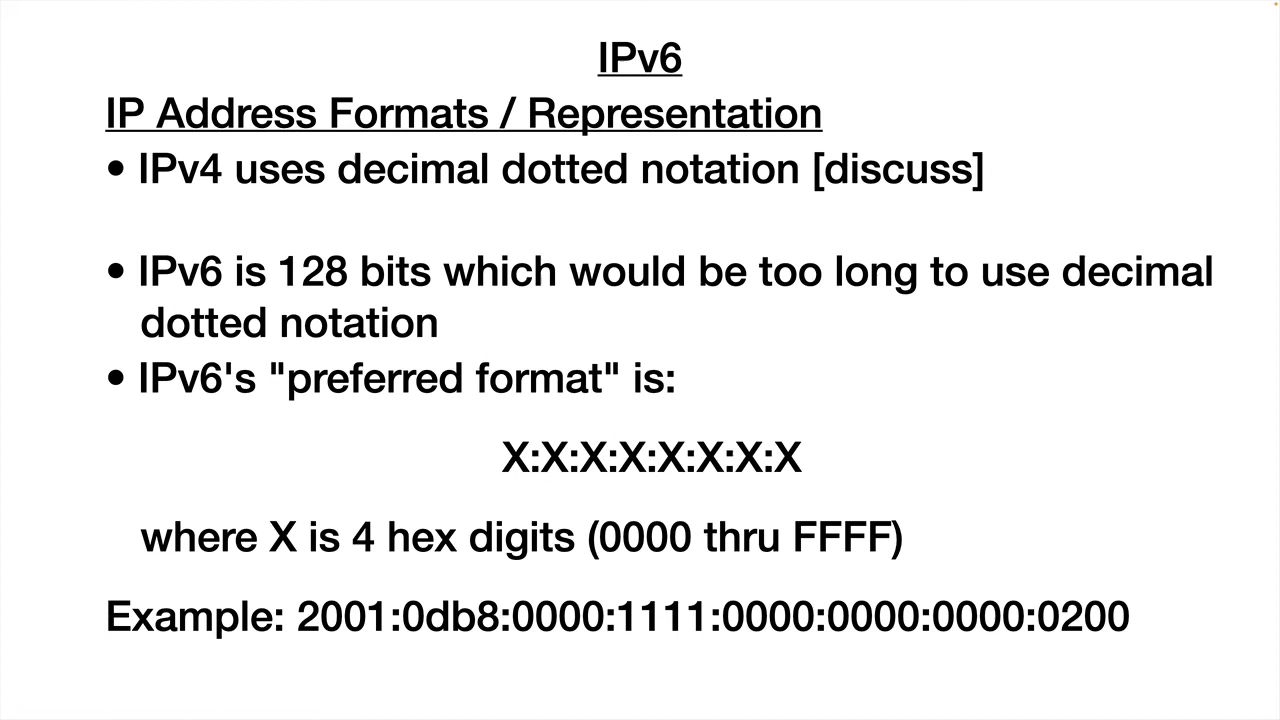 IPv6
IP Address Formats / Representation
• IPv4 uses decimal dotted notation [discuss]
• IPv6 is 128 bits which would be too long to use decimal
dotted notation
• IPv6's "preferred format" is:
X:X:X:X:X:X:X:X
where X is 4 hex digits (0000 thru FFFF)
Example: 2001:0db8:0000:1111:0000:0000:0000:0200